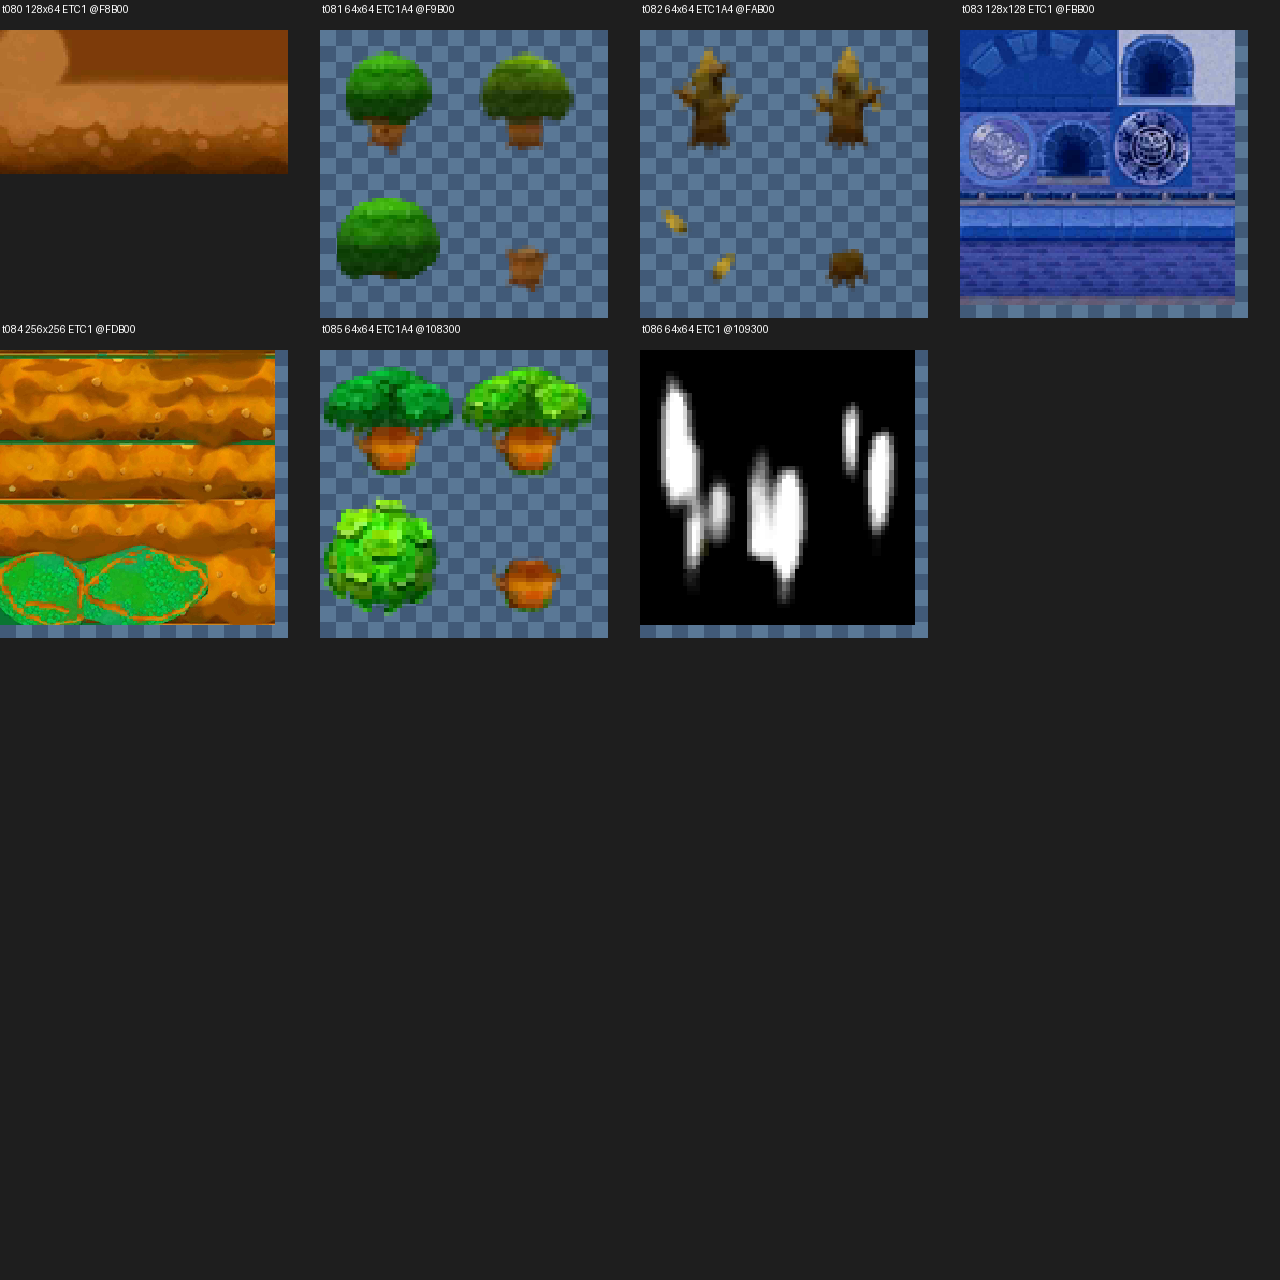 t080 128x64 ETC1 @F8B00
t081 64x64 ETC1A4 @F9B00
t082 64x64 ETC1A4 @FAB00
t083 128x128 ETC1 @FBB00
t084 256x256 ETC1 @FDB00
t085 64x64 ETC1A4 @108300
t086 64x64 ETC1 @109300